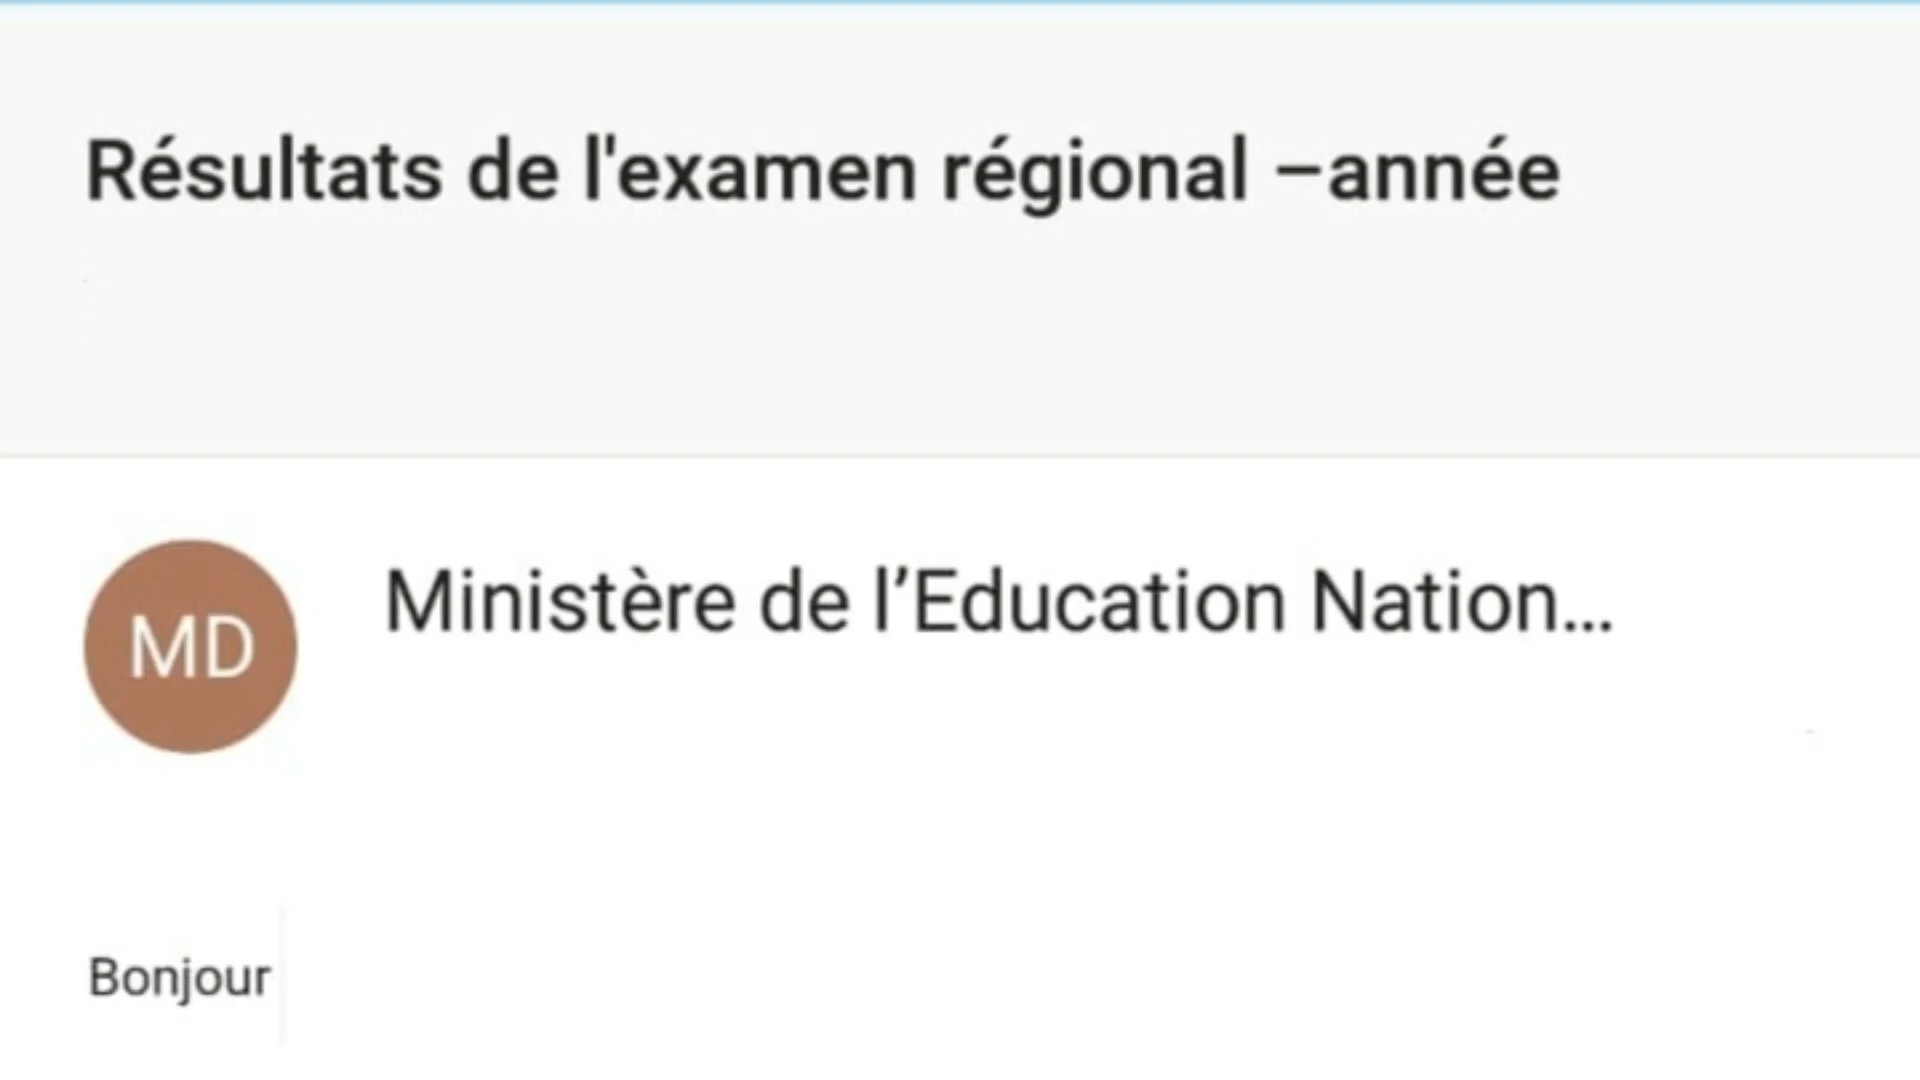 Résultats de l'examen régional –année
MD
Ministère de l’Education Nation...
Bonjour